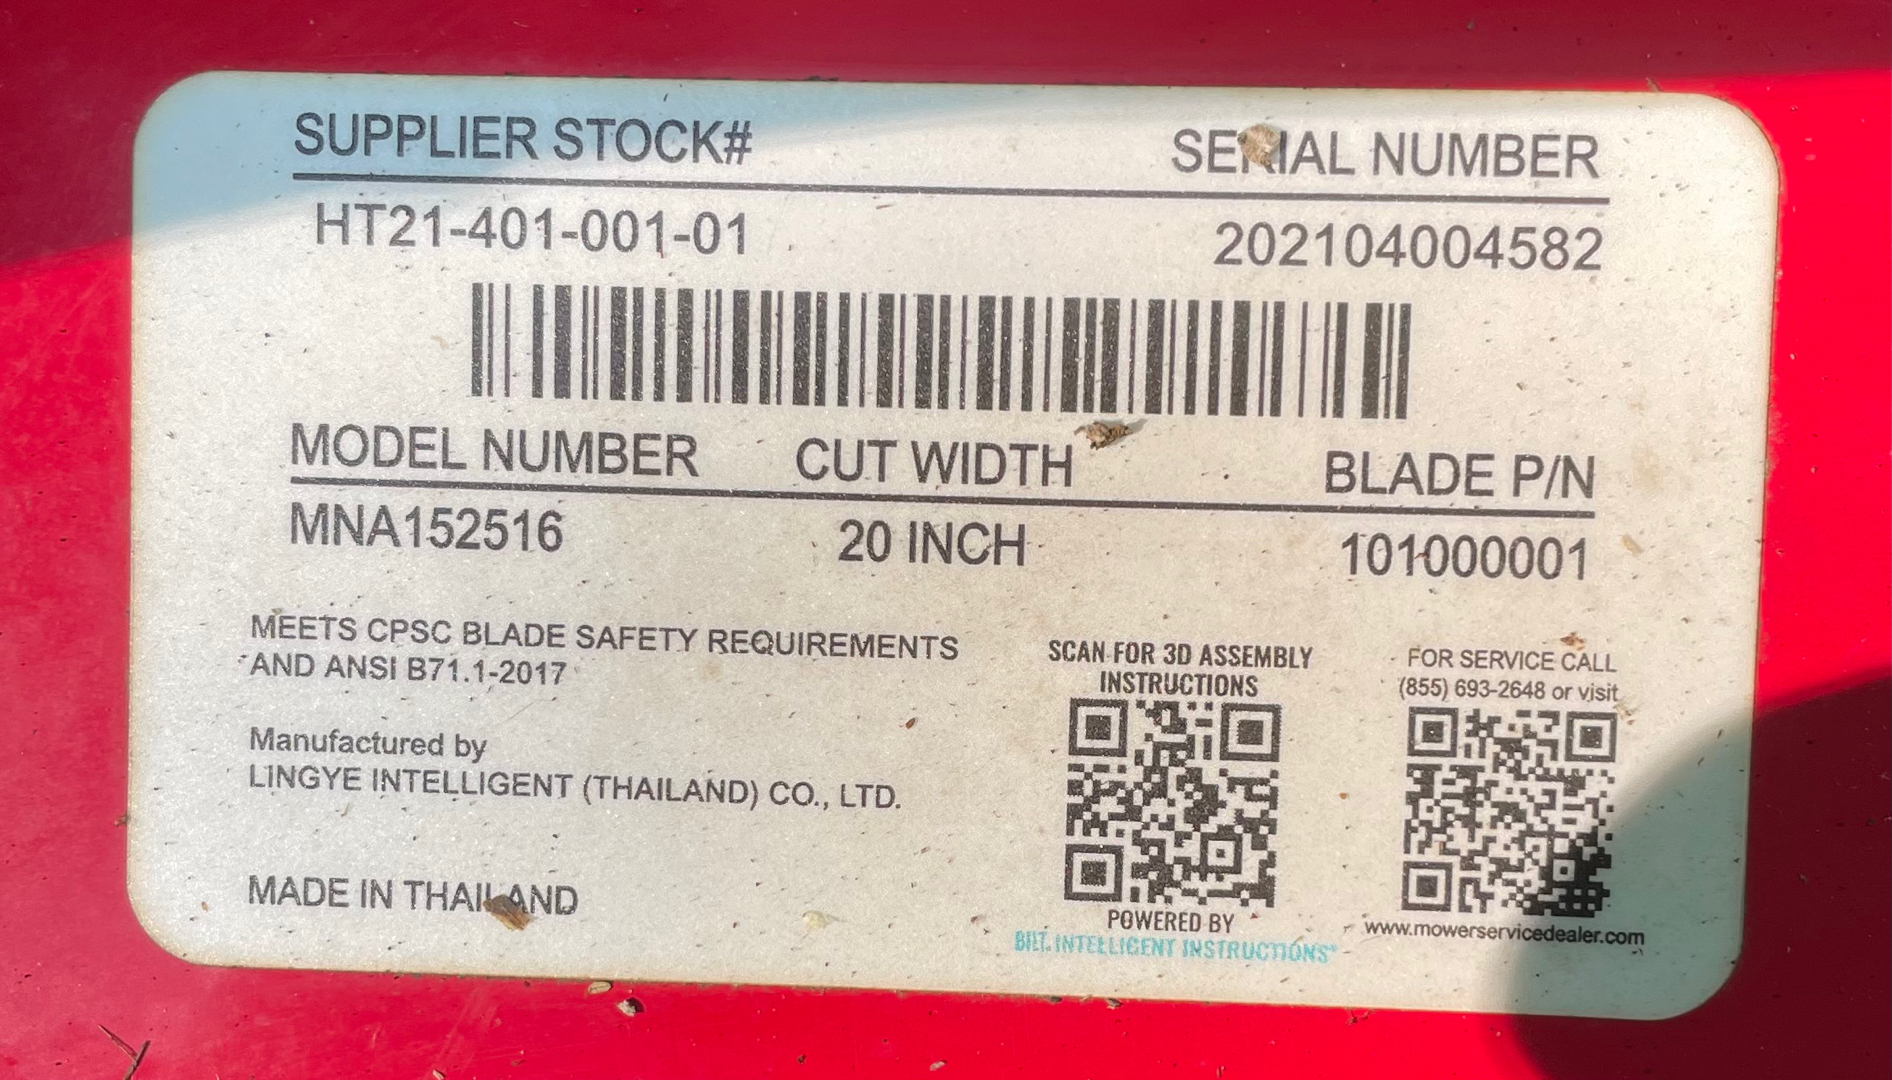 SUPPLIER STOCK# SERIAL NUMBER
HT21-401-001-01 202104004582
MODEL NUMBER CUT WIDTH BLADE P/N
MNA152516 20 INCH 101000001
MEETS CPSC BLADE SAFETY REQUIREMENTS
AND ANSI B71.1-2017
Manufactured by
LINGYE INTELLIGENT (THAILAND) CO., LTD.
MADE IN THAILAND
SCAN FOR 3D ASSEMBLY
INSTRUCTIONS
POWERED BY
BILT. INTELLIGENT INSTRUCTIONS®
FOR SERVICE CALL
(855) 693-2648 or visit
www.mowerservicedealer.com